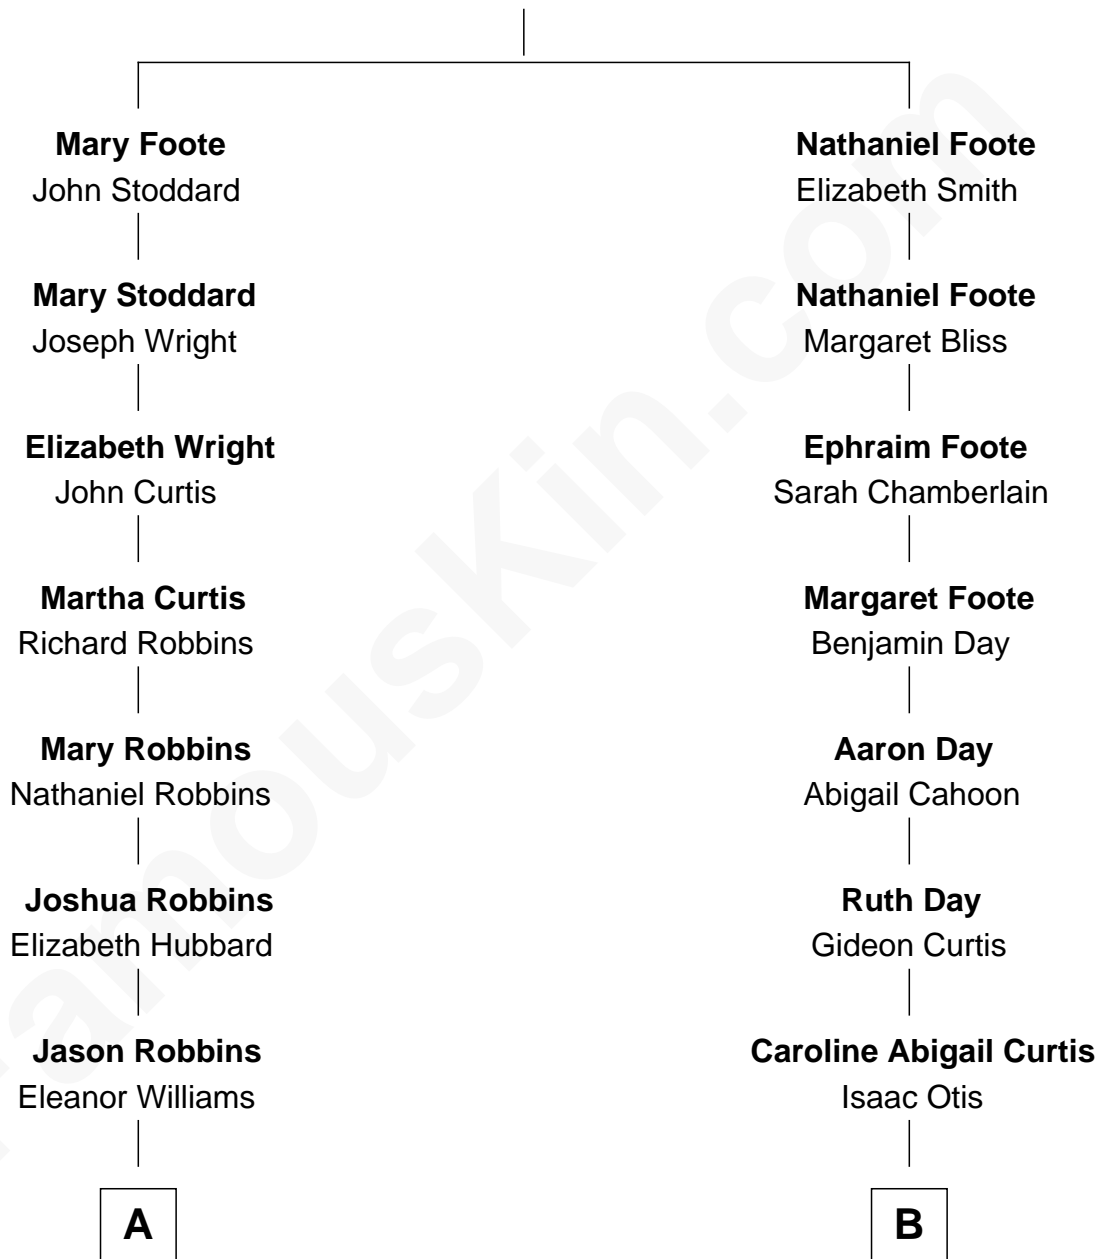 Mary Foote
John Stoddard
Mary Stoddard
Joseph Wright
Elizabeth Wright
John Curtis
Martha Curtis
Richard Robbins
Mary Robbins
Nathaniel Robbins
Joshua Robbins
Elizabeth Hubbard
Jason Robbins
Eleanor Williams
A
Nathaniel Foote
Elizabeth Smith
Nathaniel Foote
Margaret Bliss
Ephraim Foote
Sarah Chamberlain
Margaret Foote
Benjamin Day
Aaron Day
Abigail Cahoon
Ruth Day
Gideon Curtis
Caroline Abigail Curtis
Isaac Otis
B
FamousKin.com